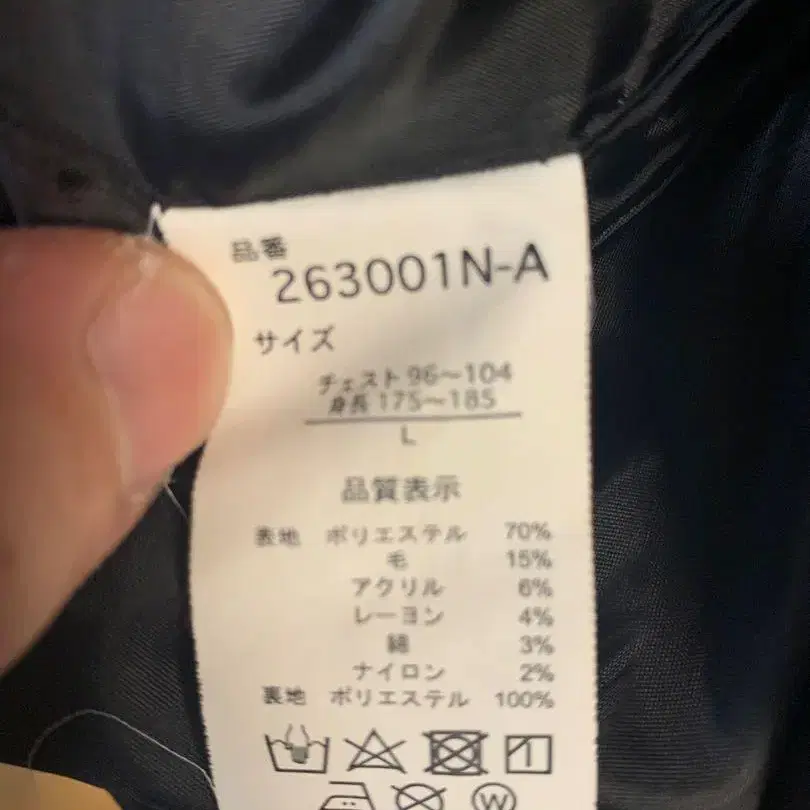 品番
263001N-A
サイズ
チェスト 96～104
身長 175～185
L
品質表示
表地 ポリエステル 70%
毛 15%
アクリル 6%
レーヨン 4%
綿 3%
ナイロン 2%
裏地 ポリエステル 100%
W